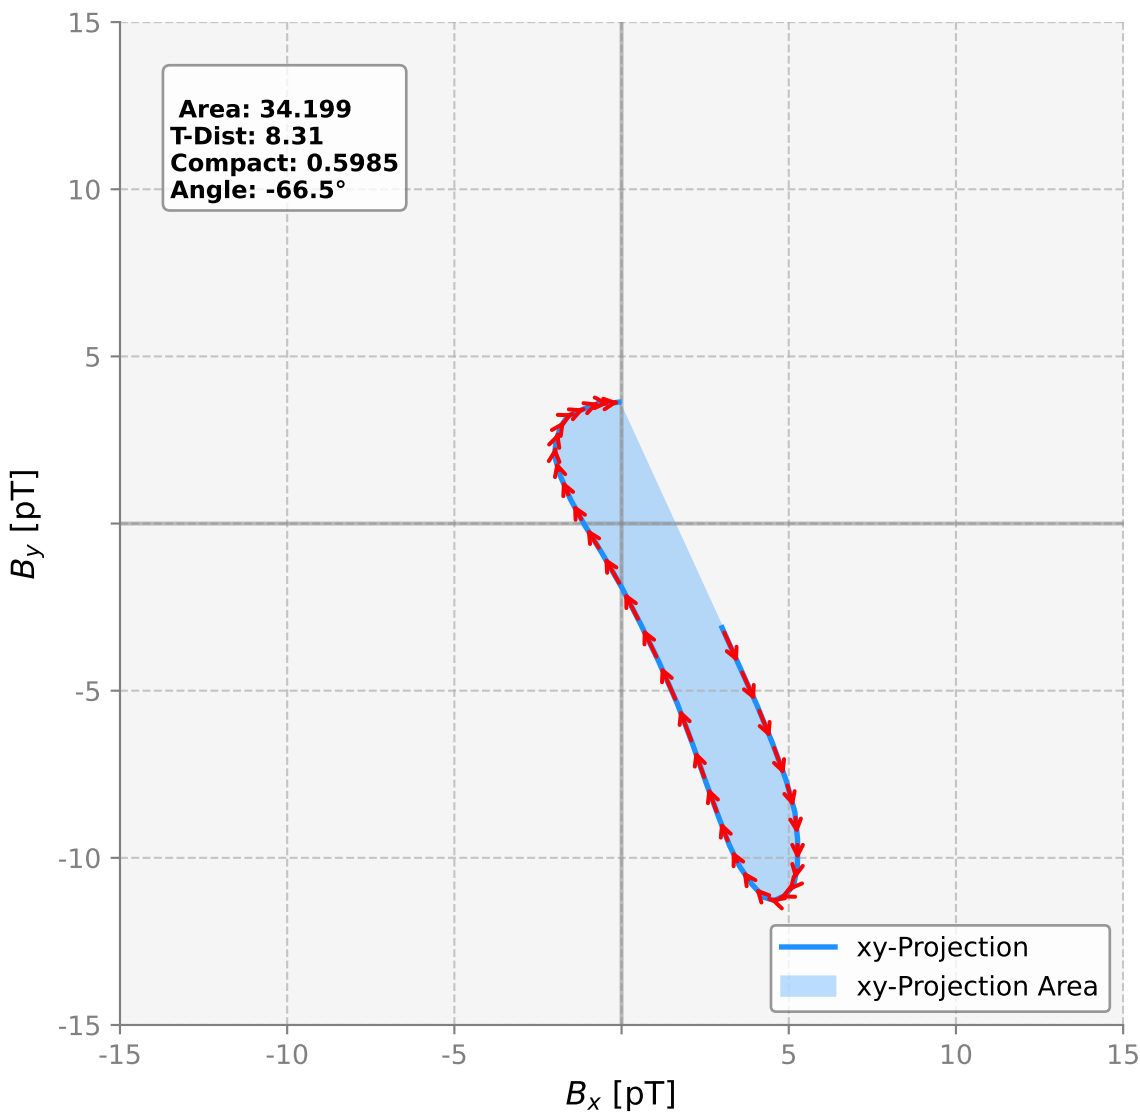 15
10
5
-5
-10
-15
-15
-10
-5
5
10
15
B_y [pT]
B_x [pT]
Area: 34.199
T-Dist: 8.31
Compact: 0.5985
Angle: -66.5°
xy-Projection
xy-Projection Area